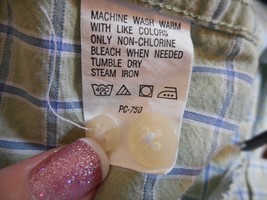 MACHINE WASH WARM
WITH LIKE COLORS
ONLY NON-CHLORINE
BLEACH WHEN NEEDED
TUMBLE DRY
STEAM IRON
PC-750